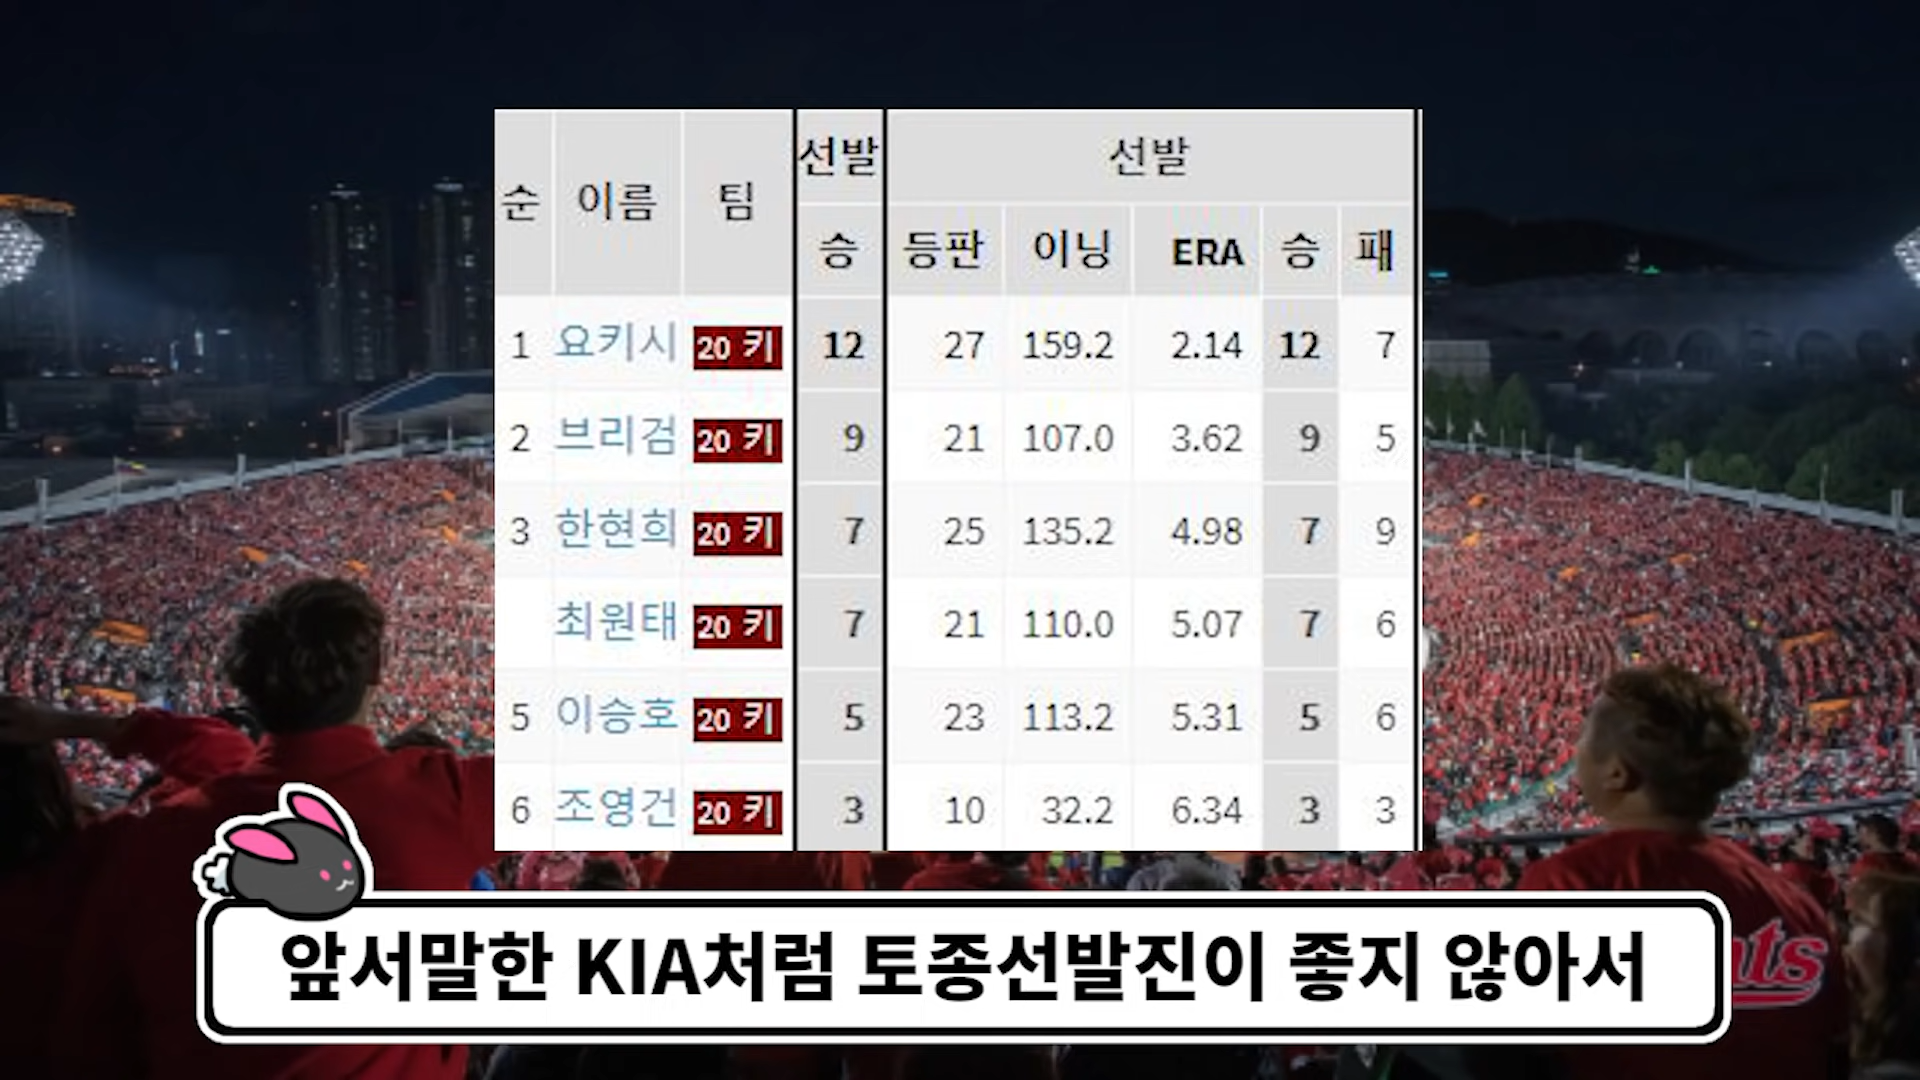 순 이름 팀 선발 선발
승 등판 이닝 ERA 승 패
1 요키시 20 키 12 27 159.2 2.14 12 7
2 브리검 20 키 9 21 107.0 3.62 9 5
3 한현희 20 키 7 25 135.2 4.98 7 9
최원태 20 키 7 21 110.0 5.07 7 6
5 이승호 20 키 5 23 113.2 5.31 5 6
6 조영건 20 키 3 10 32.2 6.34 3 3
앞서말한 KIA처럼 토종선발진이 좋지 않아서